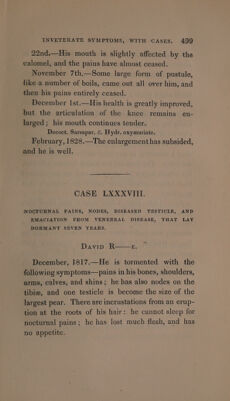 INVETERATE SYMPTOMS, WITH CASES. 499
22nd.—His mouth is slightly affected by the
calomel, and the pains have almost ceased.
November 7th.—Some large form of pustule,
like a number of boils, came out all over him, and
then his pains entirely ceased.
December 1st.—His health is greatly improved,
but the articulation of the knee remains en-
larged; his mouth continues tender.
Decoct. Sarsapar. c̄. Hydr. oxymuriate.
February, 1828.—The enlargement has subsided,
and he is well.
CASE LXXXVIII.
NOCTURNAL PAINS, NODES, DISEASED TESTICLE, AND
EMACIATION FROM VENEREAL DISEASE, THAT LAY
DORMANT SEVEN YEARS.
DAVID R——E.
December, 1817.—He is tormented with the
following symptoms—pains in his bones, shoulders,
arms, calves, and shins; he has also nodes on the
tibiæ, and one testicle is become the size of the
largest pear. There are incrustations from an erup-
tion at the roots of his hair: he cannot sleep for
nocturnal pains; he has lost much flesh, and has
no appetite.